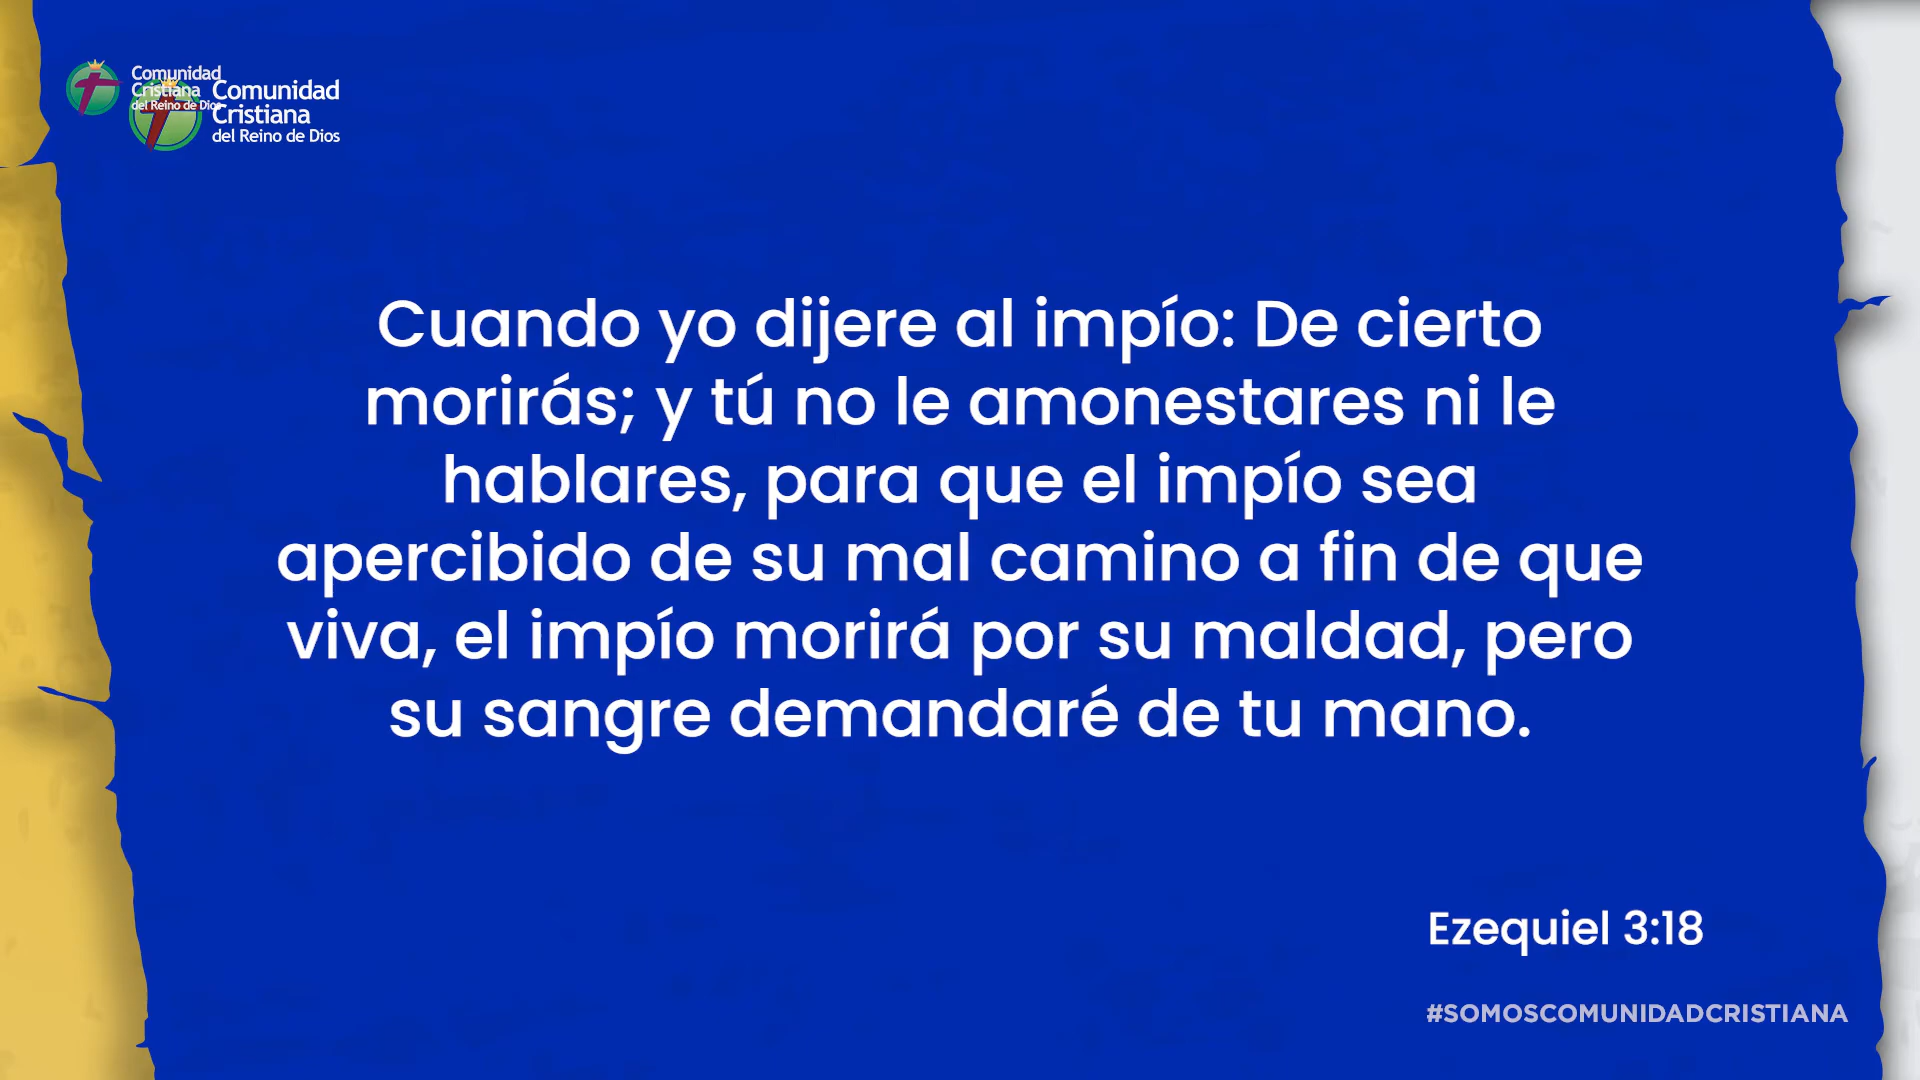 Comunidad
Cristiana
del Reino de Dios
Comunidad
Cristiana
del Reino de Dios
Cuando yo dijere al impío: De cierto
morirás; y tú no le amonestares ni le
hablares, para que el impío sea
apercibido de su mal camino a fin de que
viva, el impío morirá por su maldad, pero
su sangre demandaré de tu mano.
Ezequiel 3:18
#SOMOSCOMUNIDADCRISTIANA